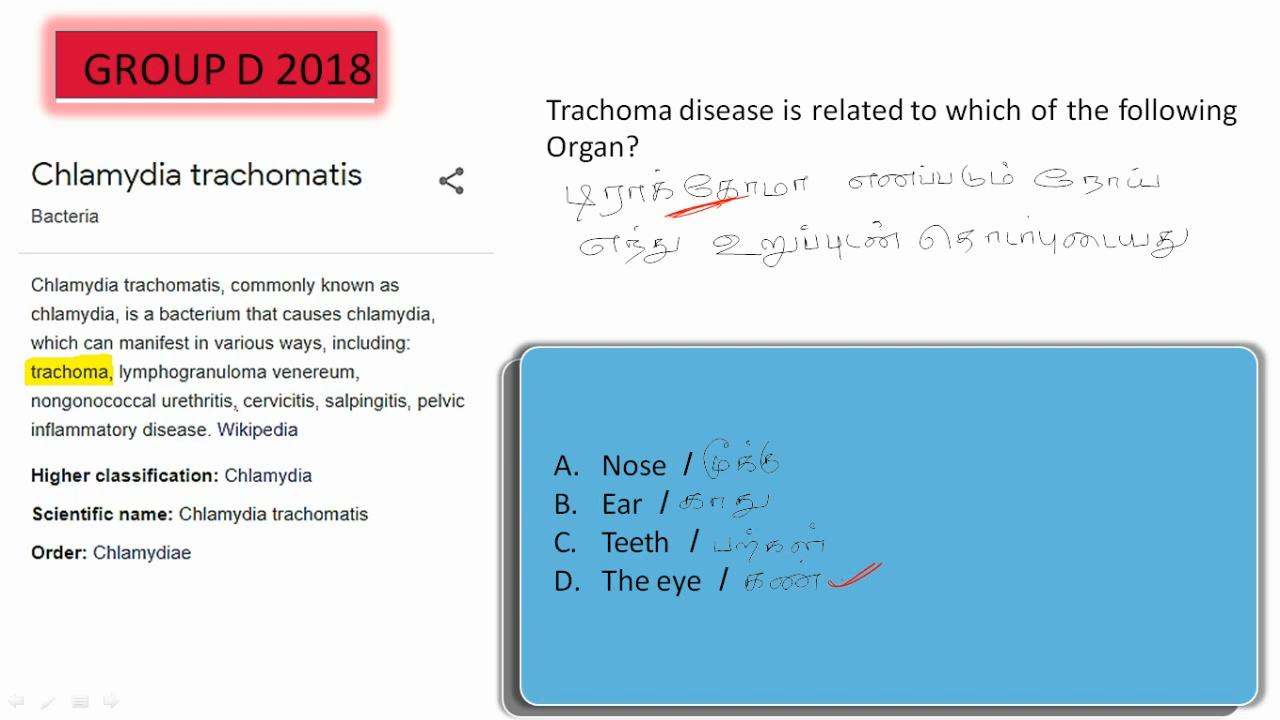 GROUP D 2018
Chlamydia trachomatis
Bacteria
Chlamydia trachomatis, commonly known as
chlamydia, is a bacterium that causes chlamydia,
which can manifest in various ways, including:
trachoma, lymphogranuloma venereum,
nongonococcal urethritis, cervicitis, salpingitis, pelvic
inflammatory disease. Wikipedia
Higher classification: Chlamydia
Scientific name: Chlamydia trachomatis
Order: Chlamydiae
Trachoma disease is related to which of the following
Organ?
டிராக்கோமா எனப்படும் நோய்
எந்து உறுப்புடன் தொடர்புடையது
A. Nose / மூக்கு
B. Ear / காது
C. Teeth / பற்கள்
D. The eye / கண்